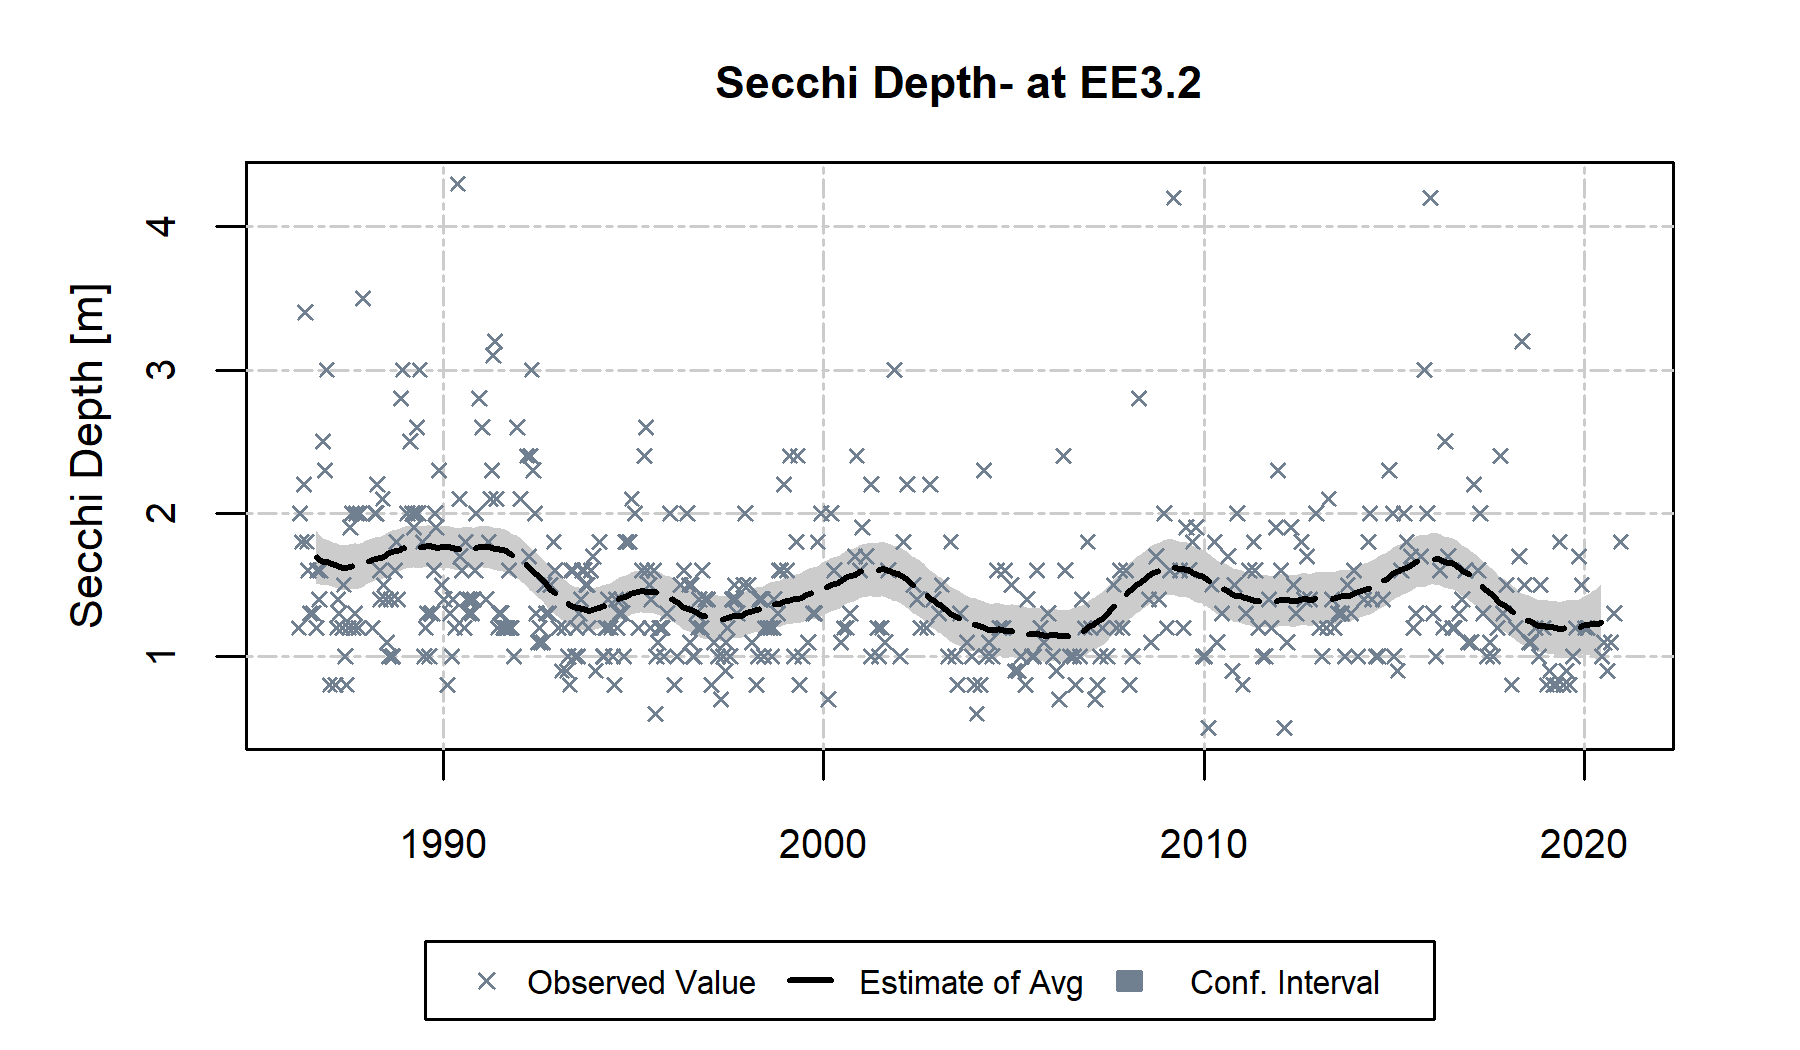 Secchi Depth- at EE3.2
Secchi Depth [m]
4
3
2
1
1990 2000 2010 2020
Observed Value Estimate of Avg Conf. Interval